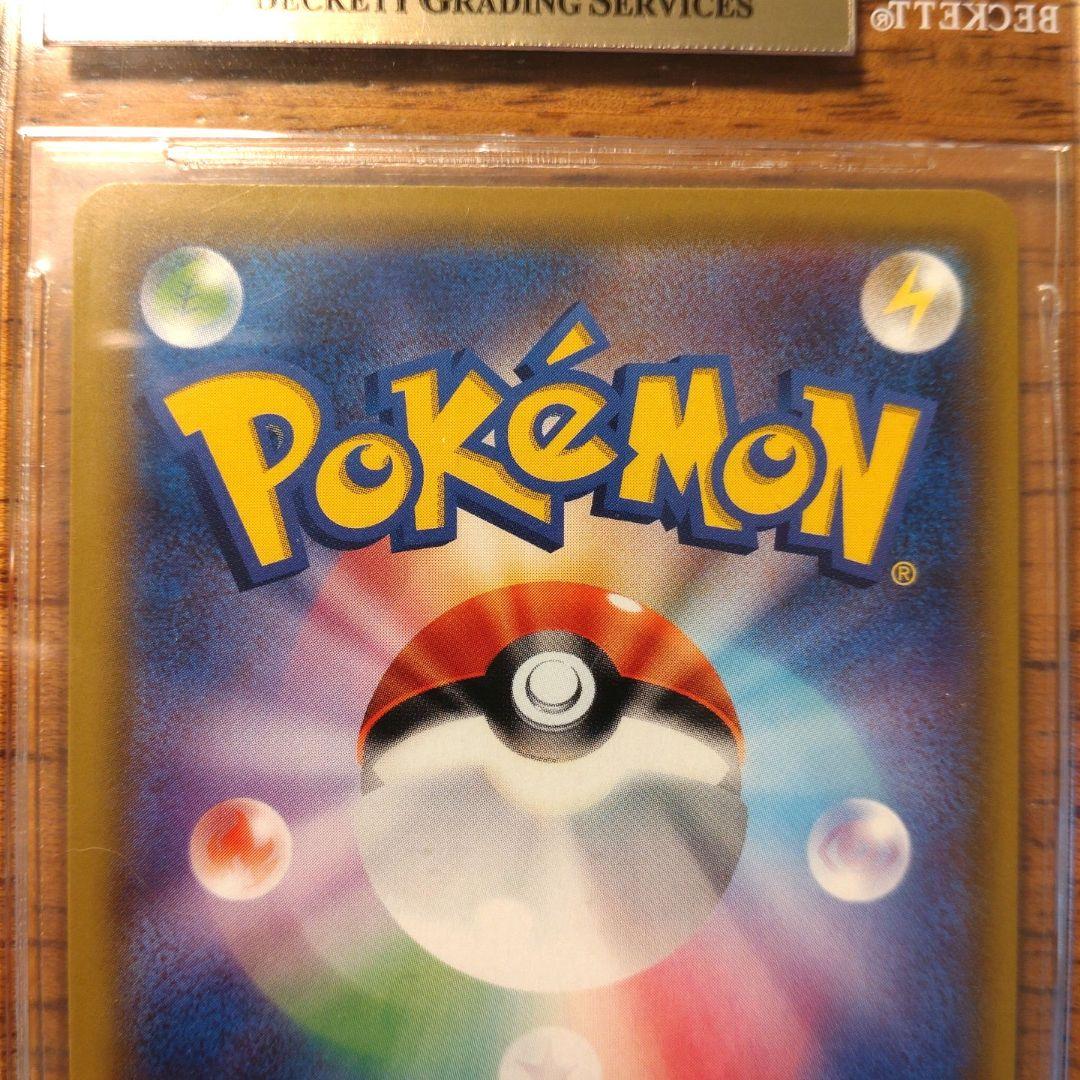 BECKETT GRADING SERVICES
BECKETT®
POKéMON
®